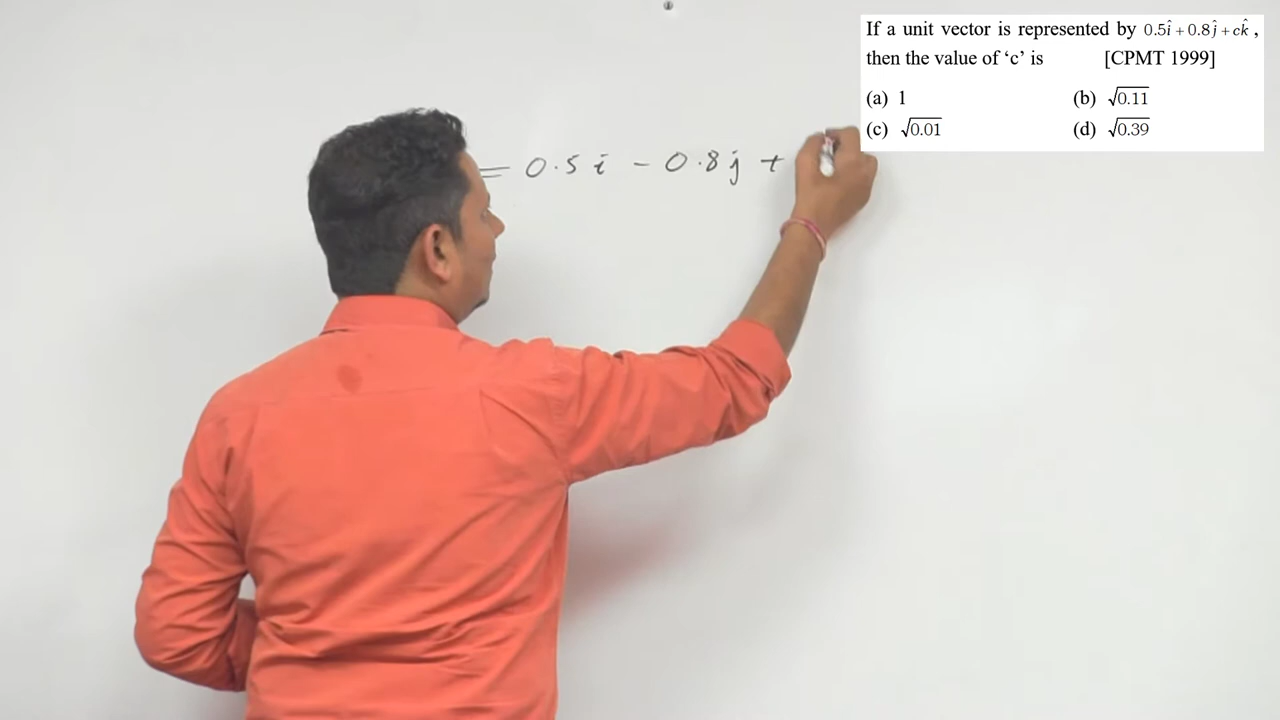 If a unit vector is represented by 0.5î + 0.8ĵ + ck̂ ,
then the value of ‘c’ is [CPMT 1999]
(a) 1 (b) √0.11
(c) √0.01 (d) √0.39
= 0.5 i - 0.8 j +